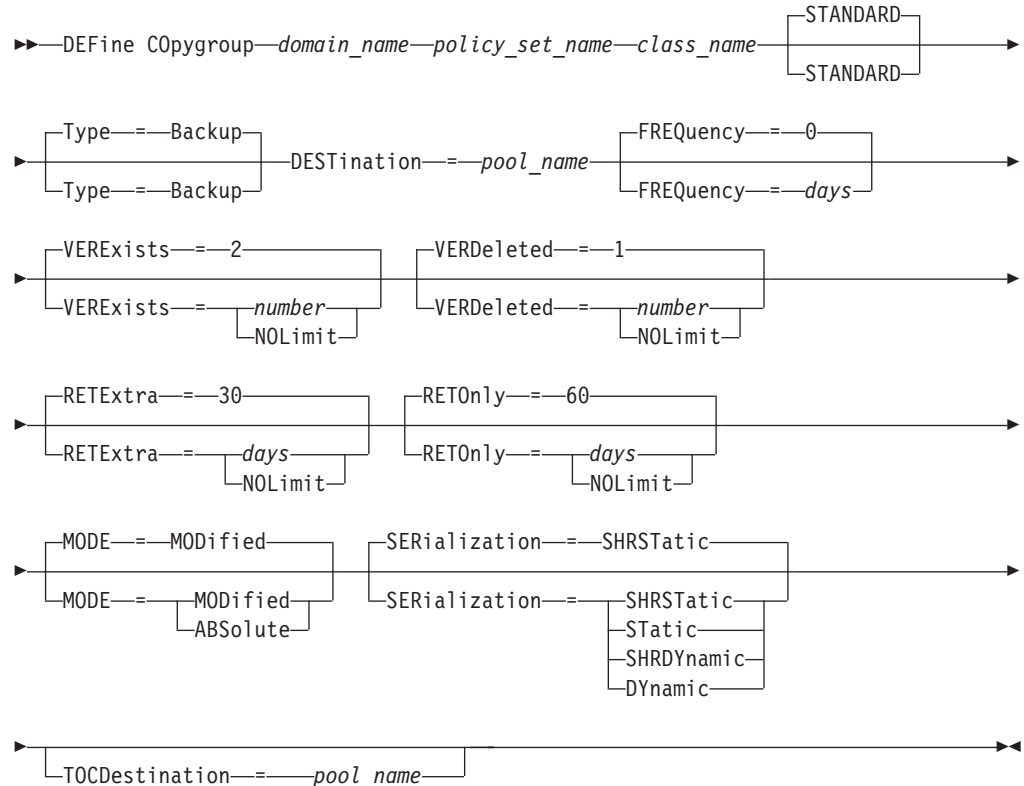 STANDARD
DEFine COpygroup domain_name policy_set_name class_name
STANDARD
Type = Backup
FREQuency = 0
DESTination = pool_name
Type = Backup
FREQuency = days
VERExists = 2
VERDeleted = 1
VERExists = number
NOLimit
VERDeleted = number
NOLimit
RETExtra = 30
RETOnly = 60
RETExtra = days
NOLimit
RETOnly = days
NOLimit
MODE = MODified
SERialization = SHRSTatic
MODE = MODified
ABSolute
SERialization = SHRSTatic
STatic
SHRDYnamic
DYnamic
TOCDestination = pool_name